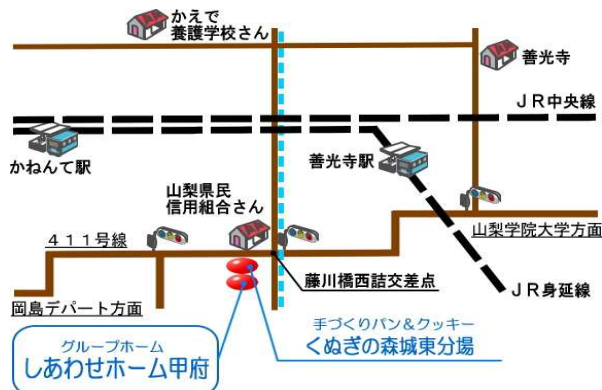 かえで
養護学校さん
善光寺
JR中央線
かねんて駅
善光寺駅
山梨県民
信用組合さん
411号線
山梨学院大学方面
藤川橋西詰交差点
岡島デパート方面
JR身延線
グループホーム
しあわせホーム甲府
手づくりパン&クッキー
くぬぎの森城東分場